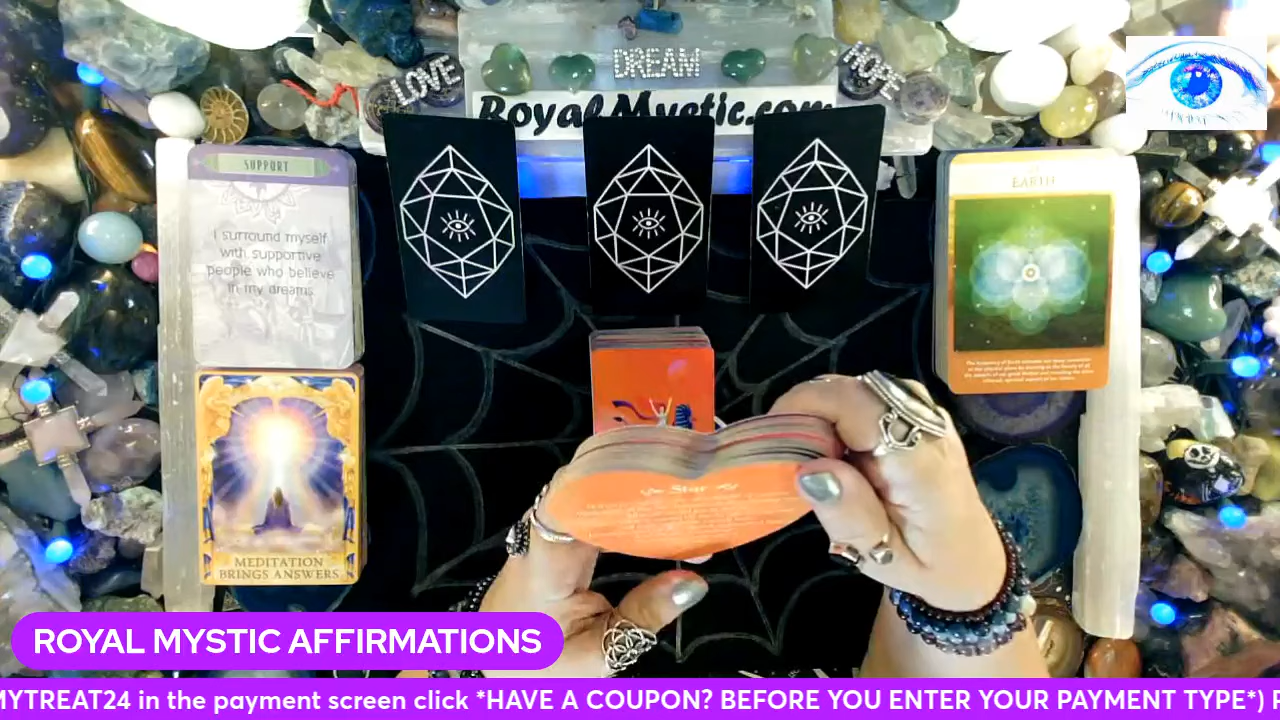 LOVE
DREAM
HOPE
RoyalMystic.com
SUPPORT
I surround myself
with supportive
people who believe
in my dreams.
EARTH
MEDITATION
BRINGS ANSWERS
Star
ROYAL MYSTIC AFFIRMATIONS
MYTREAT24 in the payment screen click *HAVE A COUPON? BEFORE YOU ENTER YOUR PAYMENT TYPE*)